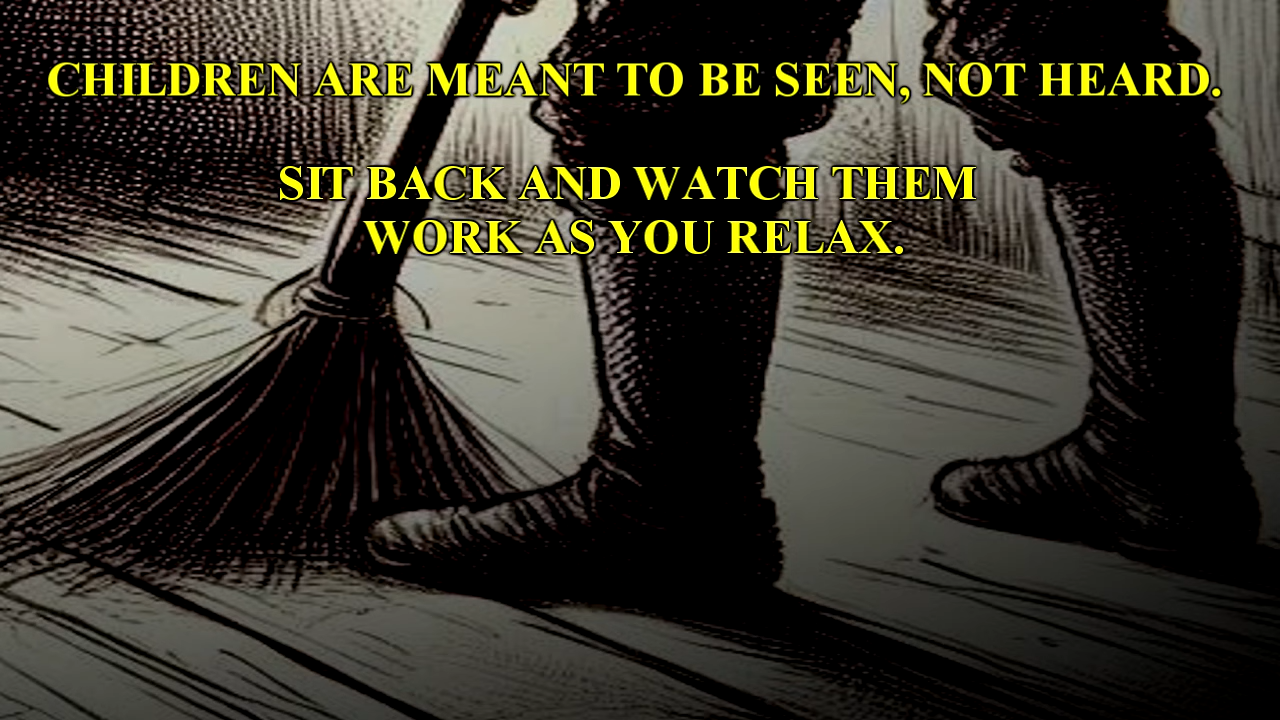 CHILDREN ARE MEANT TO BE SEEN, NOT HEARD.
SIT BACK AND WATCH THEM
WORK AS YOU RELAX.